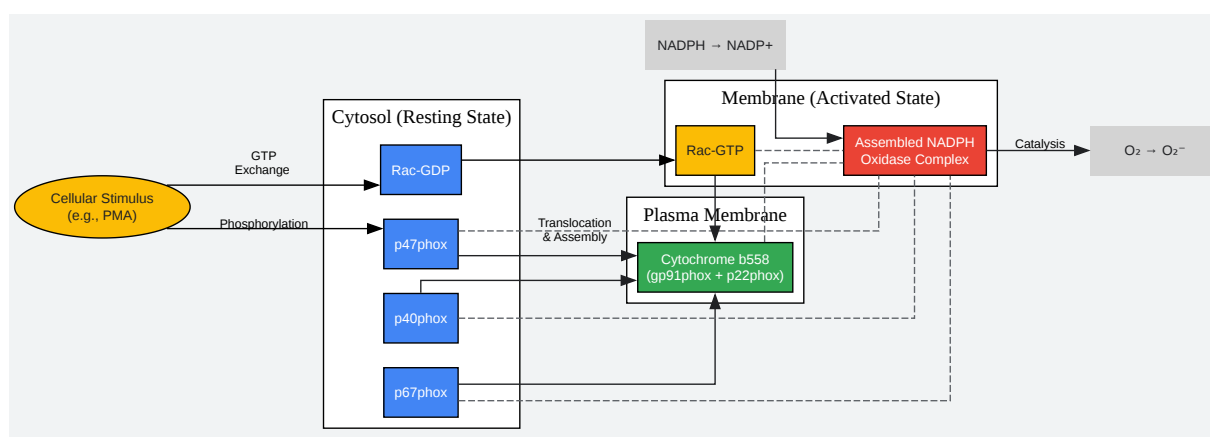 NADPH → NADP+
Membrane (Activated State)
Cytosol (Resting State)
Rac-GTP
Assembled NADPH
Oxidase Complex
Catalysis
O₂ → O₂⁻
GTP
Exchange
Rac-GDP
Cellular Stimulus
(e.g., PMA)
Phosphorylation
p47phox
Translocation
& Assembly
Plasma Membrane
Cytochrome b558
(gp91phox + p22phox)
p40phox
p67phox